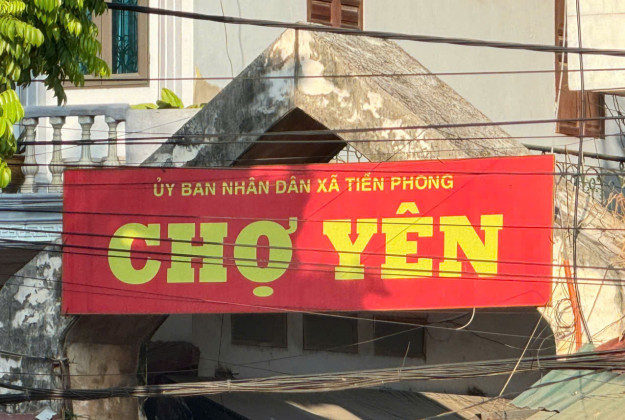 ỦY BAN NHÂN DÂN XÃ TIỀN PHONG
CHỢ YÊN